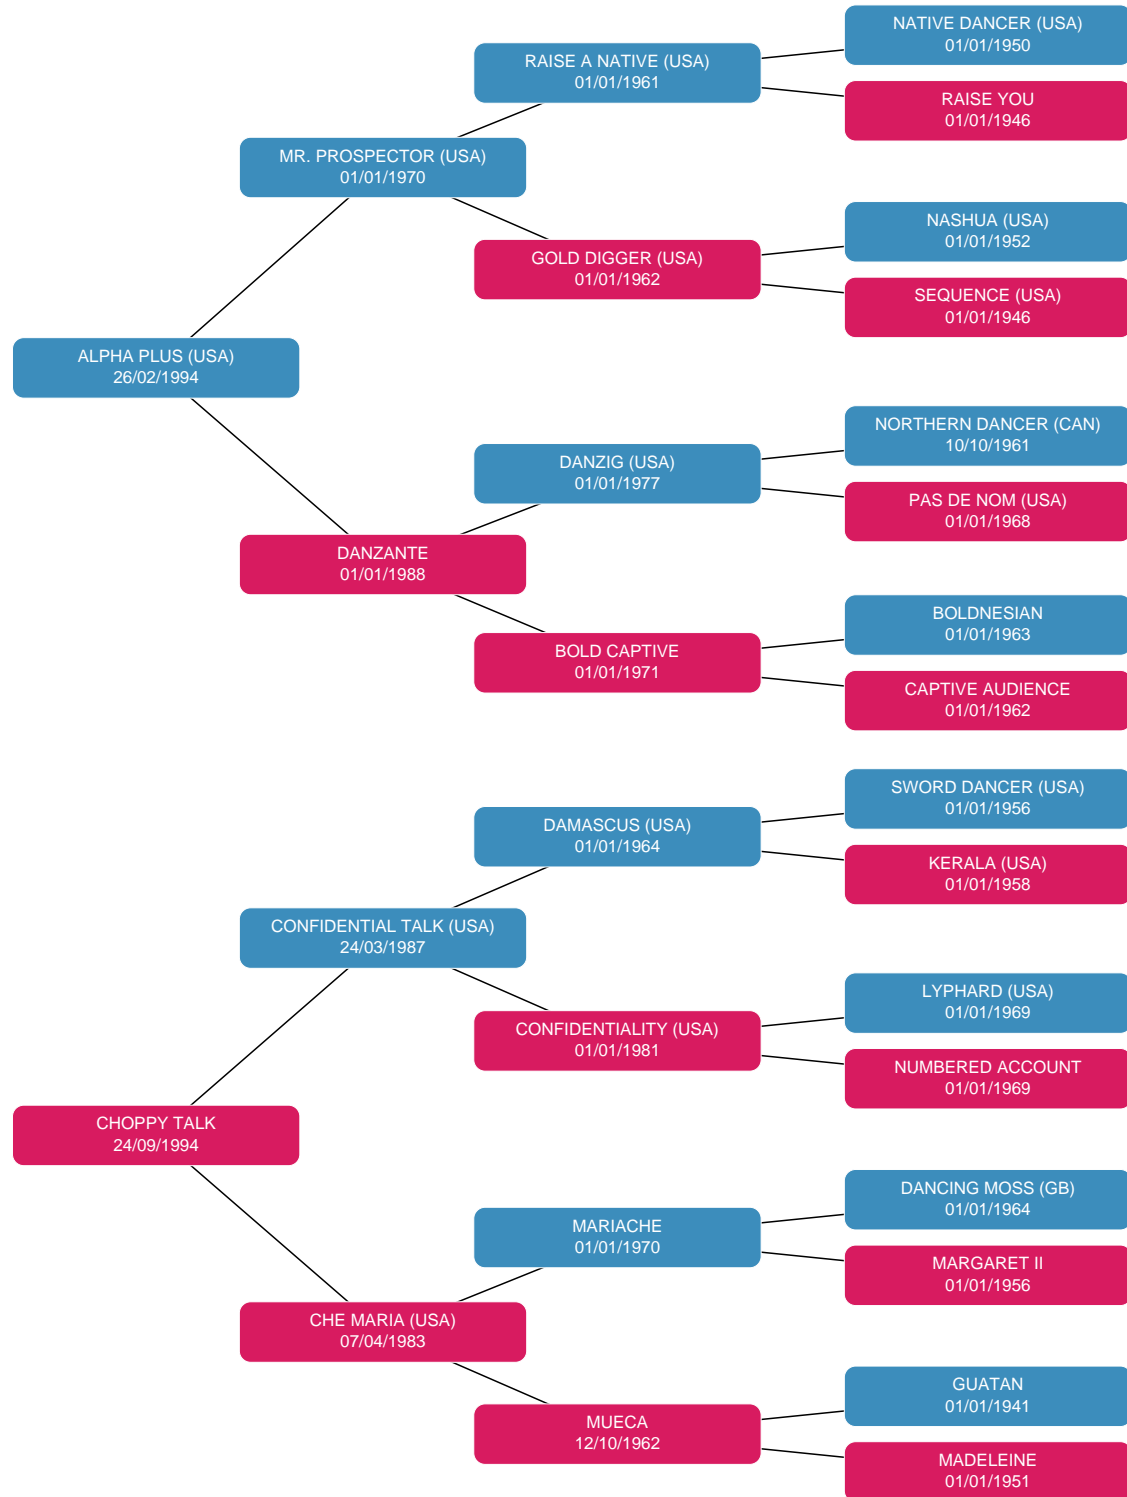 NATIVE DANCER (USA)
01/01/1950
RAISE A NATIVE (USA)
01/01/1961
RAISE YOU
01/01/1946
MR. PROSPECTOR (USA)
01/01/1970
NASHUA (USA)
01/01/1952
GOLD DIGGER (USA)
01/01/1962
SEQUENCE (USA)
01/01/1946
ALPHA PLUS (USA)
26/02/1994
NORTHERN DANCER (CAN)
10/10/1961
DANZIG (USA)
01/01/1977
PAS DE NOM (USA)
01/01/1968
DANZANTE
01/01/1988
BOLDNESIAN
01/01/1963
BOLD CAPTIVE
01/01/1971
CAPTIVE AUDIENCE
01/01/1962
SWORD DANCER (USA)
01/01/1956
DAMASCUS (USA)
01/01/1964
KERALA (USA)
01/01/1958
CONFIDENTIAL TALK (USA)
24/03/1987
LYPHARD (USA)
01/01/1969
CONFIDENTIALITY (USA)
01/01/1981
NUMBERED ACCOUNT
01/01/1969
CHOPPY TALK
24/09/1994
DANCING MOSS (GB)
01/01/1964
MARIACHE
01/01/1970
MARGARET II
01/01/1956
CHE MARIA (USA)
07/04/1983
GUATAN
01/01/1941
MUECA
12/10/1962
MADELEINE
01/01/1951